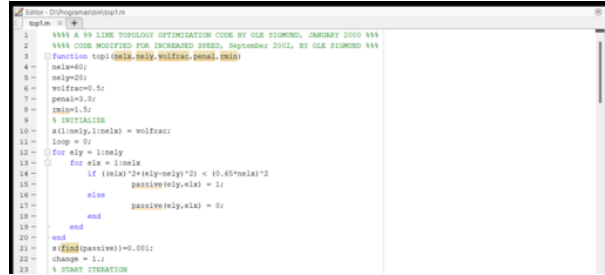 Editor - D:\Programas\bin\top1.m
top1.m × +
1 %%%% A 99 LINE TOPOLOGY OPTIMIZATION CODE BY OLE SIGMUND, JANUARY 2000 %%%
2 %%%% CODE MODIFIED FOR INCREASED SPEED, September 2002, BY OLE SIGMUND %%%
3 function top1(nelx,nely,volfrac,penal,rmin)
4 - nelx=60;
5 - nely=20;
6 - volfrac=0.5;
7 - penal=3.0;
8 - rmin=1.5;
9 % INITIALIZE
10 - x(1:nely,1:nelx) = volfrac;
11 - loop = 0;
12 - for ely = 1:nely
13 - for elx = 1:nelx
14 - if ((elx)^2+(ely-nely)^2) < (0.65*nelx)^2
15 - passive(ely,elx) = 1;
16 - else
17 - passive(ely,elx) = 0;
18 - end
19 - end
20 - end
21 - x(find(passive))=0.001;
22 - change = 1.;
23 % START ITERATION